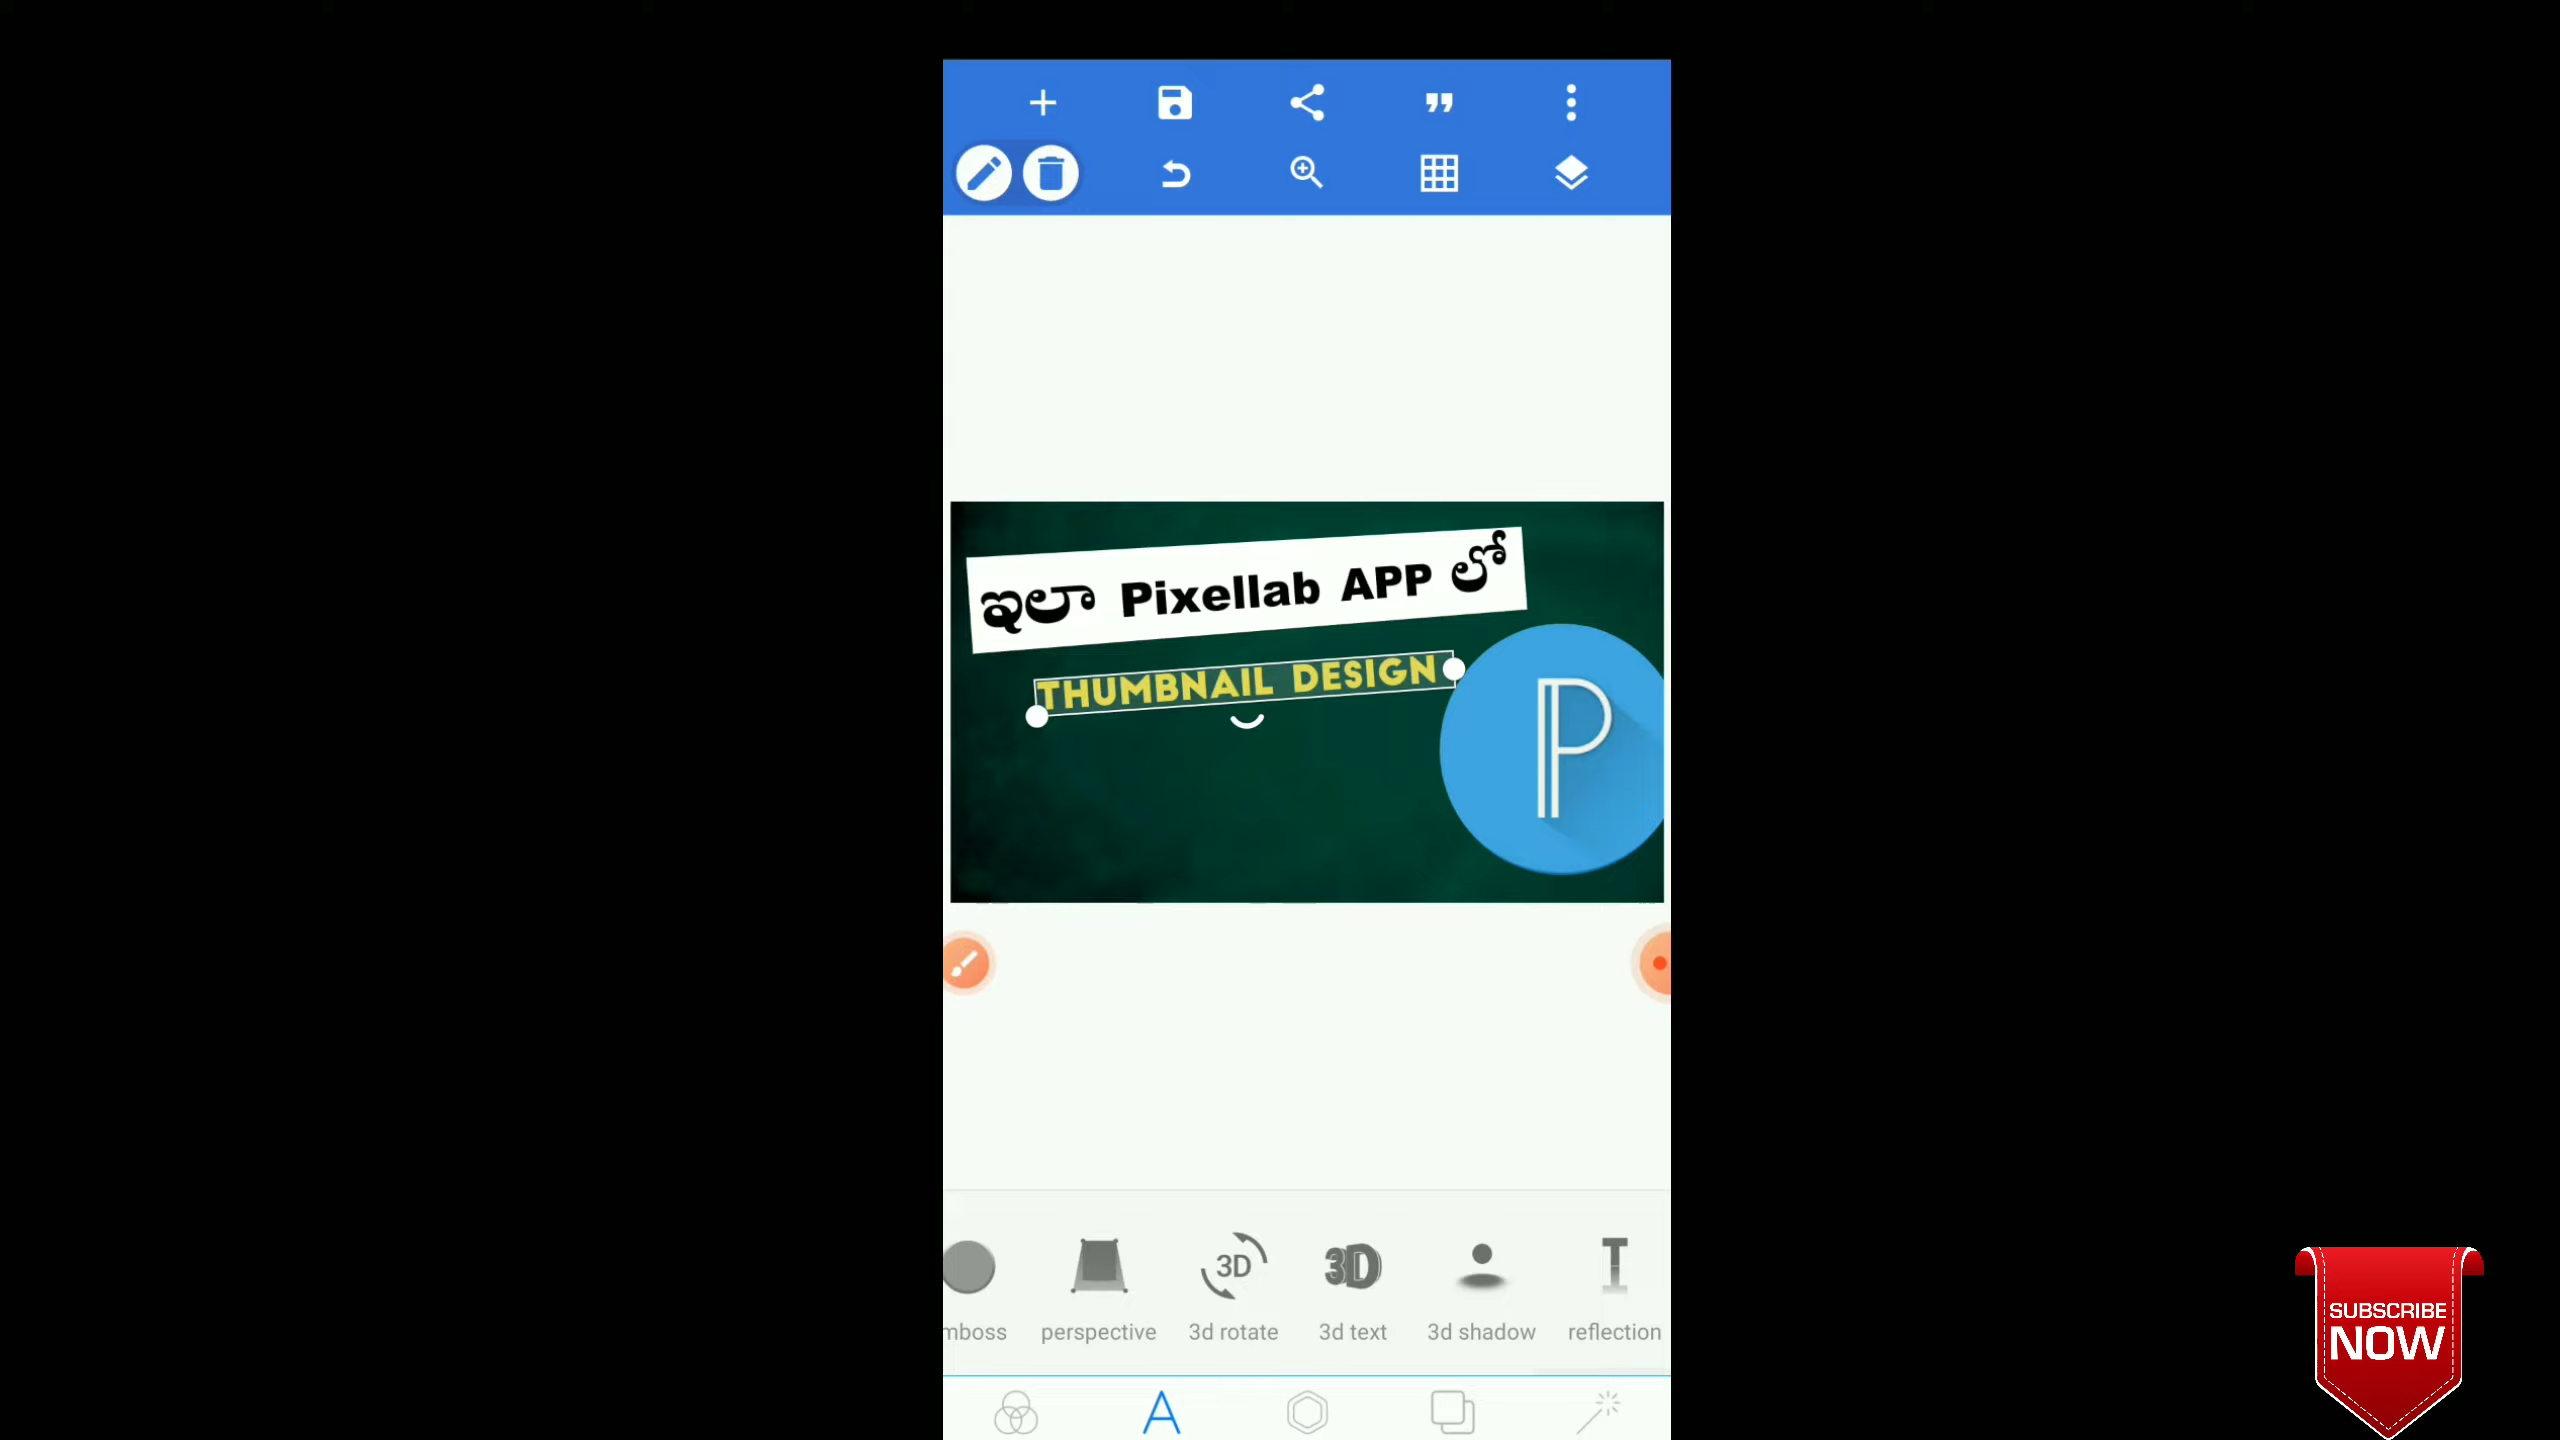 ఇలా Pixellab APP లో
THUMBNAIL DESIGN
P
3D
3D
T
mboss
perspective
3d rotate
3d text
3d shadow
reflection
A
SUBSCRIBE
NOW